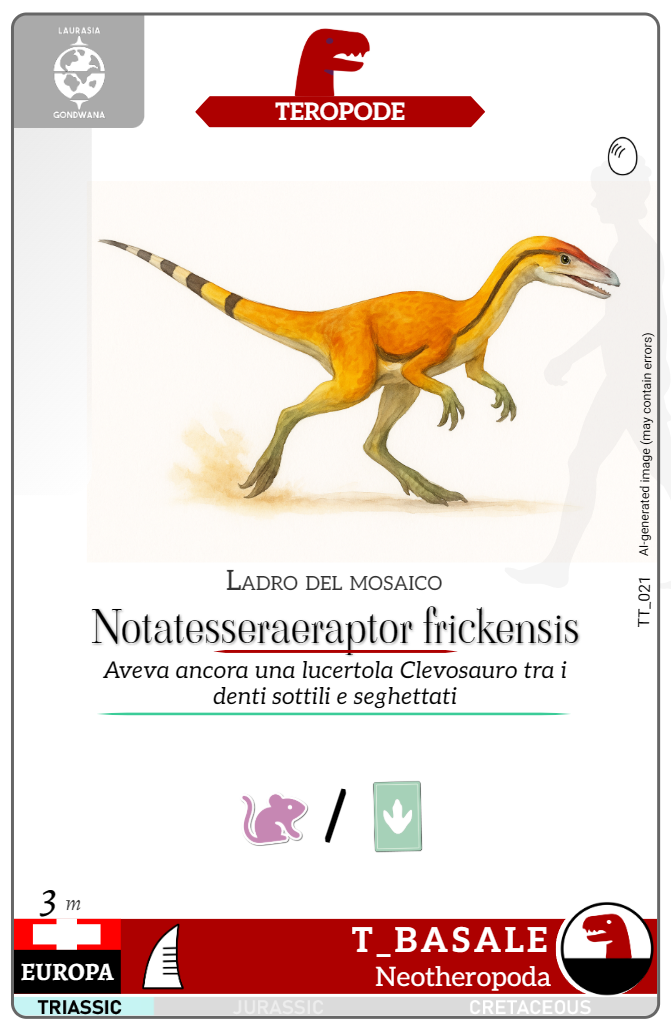 LAURASIA
GONDWANA
TEROPODE
AI-generated image (may contain errors)
TT_021
LADRO DEL MOSAICO
Notatesseraeraptor frickensis
Aveva ancora una lucertola Clevosauro tra i
denti sottili e seghettati
/
3 m
T_BASALE
EUROPA
Neotheropoda
TRIASSIC
JURASSIC
CRETACEOUS